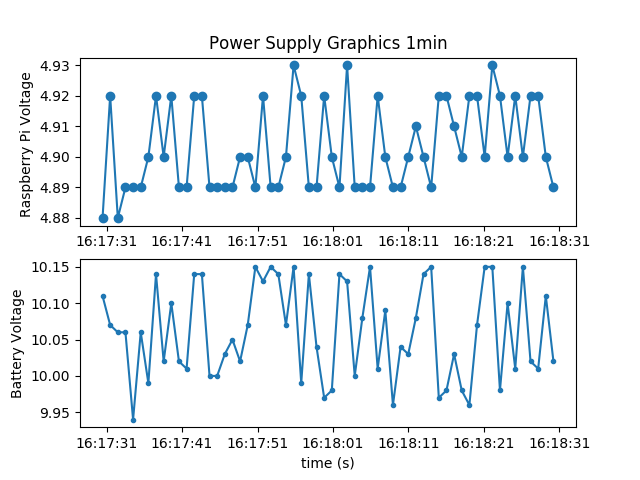 Power Supply Graphics 1min
Raspberry Pi Voltage
4.93
4.92
4.91
4.90
4.89
4.88
16:17:31 16:17:41 16:17:51 16:18:01 16:18:11 16:18:21 16:18:31
Battery Voltage
10.15
10.10
10.05
10.00
9.95
16:17:31 16:17:41 16:17:51 16:18:01 16:18:11 16:18:21 16:18:31
time (s)